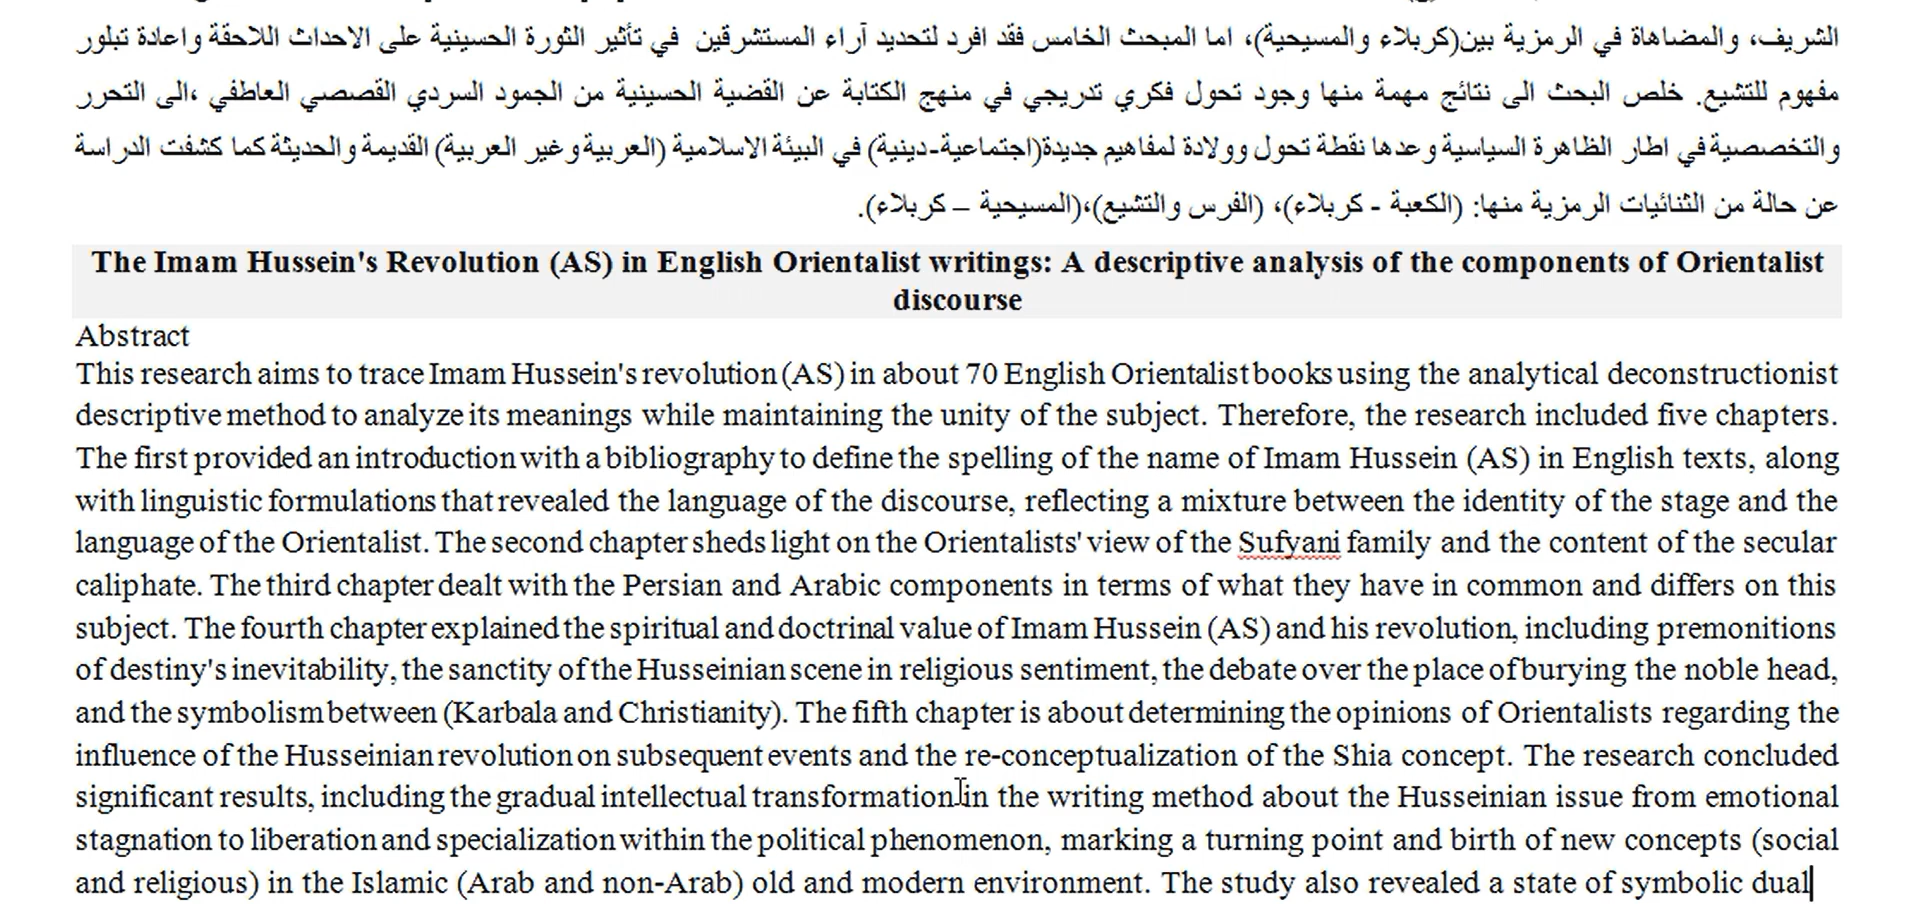 الشريف، والمضاهاة في الرمزية بين(كربلاء والمسيحية)، اما المبحث الخامس فقد افرد لتحديد آراء المستشرقين في تأثير الثورة الحسينية على الاحداث اللاحقة واعادة تبلور
مفهوم للتشيع. خلص البحث الى نتائج مهمة منها وجود تحول فكري تدريجي في منهج الكتابة عن القضية الحسينية من الجمود السردي القصصي العاطفي ،الى التحرر
والتخصصية في اطار الظاهرة السياسية وعدها نقطة تحول وولادة لمفاهيم جديدة(اجتماعية-دينية) في البيئة الاسلامية (العربية وغير العربية) القديمة والحديثة كما كشفت الدراسة
عن حالة من الثنائيات الرمزية منها: (الكعبة - كربلاء)، (الفرس والتشيع)،(المسيحية – كربلاء).
The Imam Hussein's Revolution (AS) in English Orientalist writings: A descriptive analysis of the components of Orientalist
discourse
Abstract
This research aims to trace Imam Hussein's revolution (AS) in about 70 English Orientalist books using the analytical deconstructionist
descriptive method to analyze its meanings while maintaining the unity of the subject. Therefore, the research included five chapters.
The first provided an introduction with a bibliography to define the spelling of the name of Imam Hussein (AS) in English texts, along
with linguistic formulations that revealed the language of the discourse, reflecting a mixture between the identity of the stage and the
language of the Orientalist. The second chapter sheds light on the Orientalists' view of the Sufyani family and the content of the secular
caliphate. The third chapter dealt with the Persian and Arabic components in terms of what they have in common and differs on this
subject. The fourth chapter explained the spiritual and doctrinal value of Imam Hussein (AS) and his revolution, including premonitions
of destiny's inevitability, the sanctity of the Husseinian scene in religious sentiment, the debate over the place of burying the noble head,
and the symbolism between (Karbala and Christianity). The fifth chapter is about determining the opinions of Orientalists regarding the
influence of the Husseinian revolution on subsequent events and the re-conceptualization of the Shia concept. The research concluded
significant results, including the gradual intellectual transformation in the writing method about the Husseinian issue from emotional
stagnation to liberation and specialization within the political phenomenon, marking a turning point and birth of new concepts (social
and religious) in the Islamic (Arab and non-Arab) old and modern environment. The study also revealed a state of symbolic dual